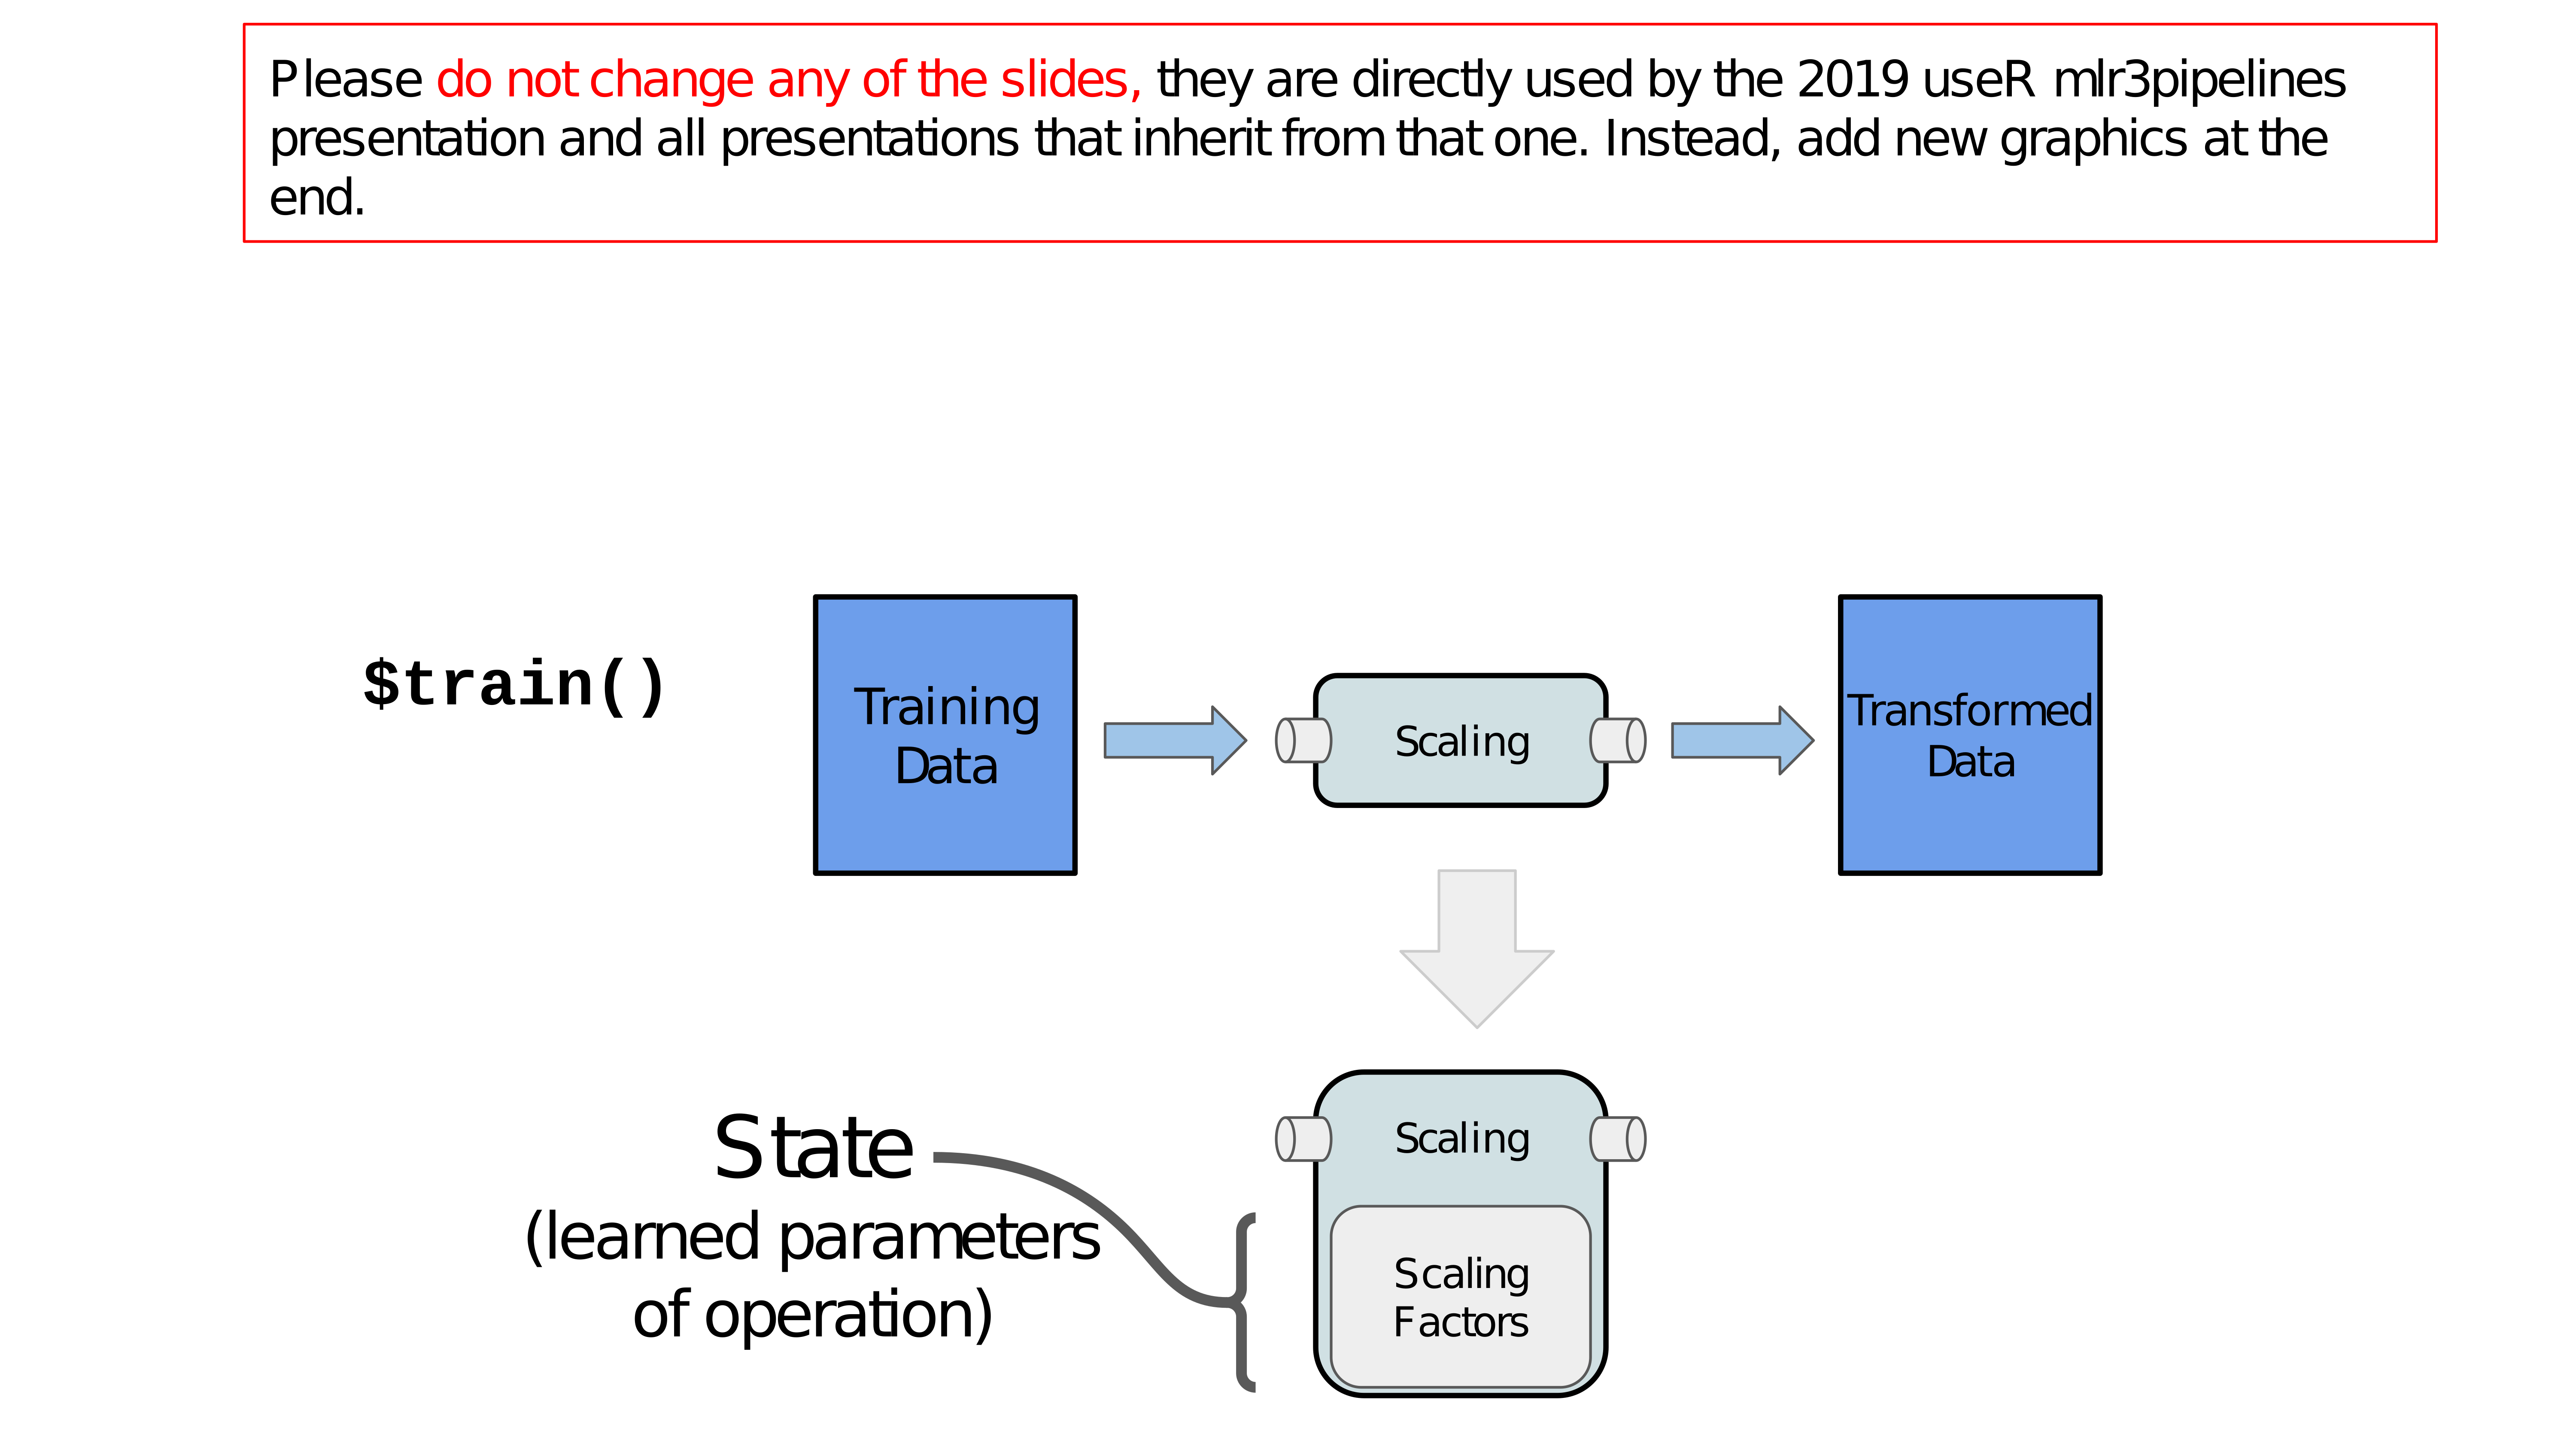 Please do not change any of the slides, they are directly used by the 2019 useR mlr3pipelines
presentation and all presentations that inherit from that one. Instead, add new graphics at the
end.
$train()
Training
Data
Scaling
Transformed
Data
State
(learned parameters
of operation)
Scaling
Scaling
Factors